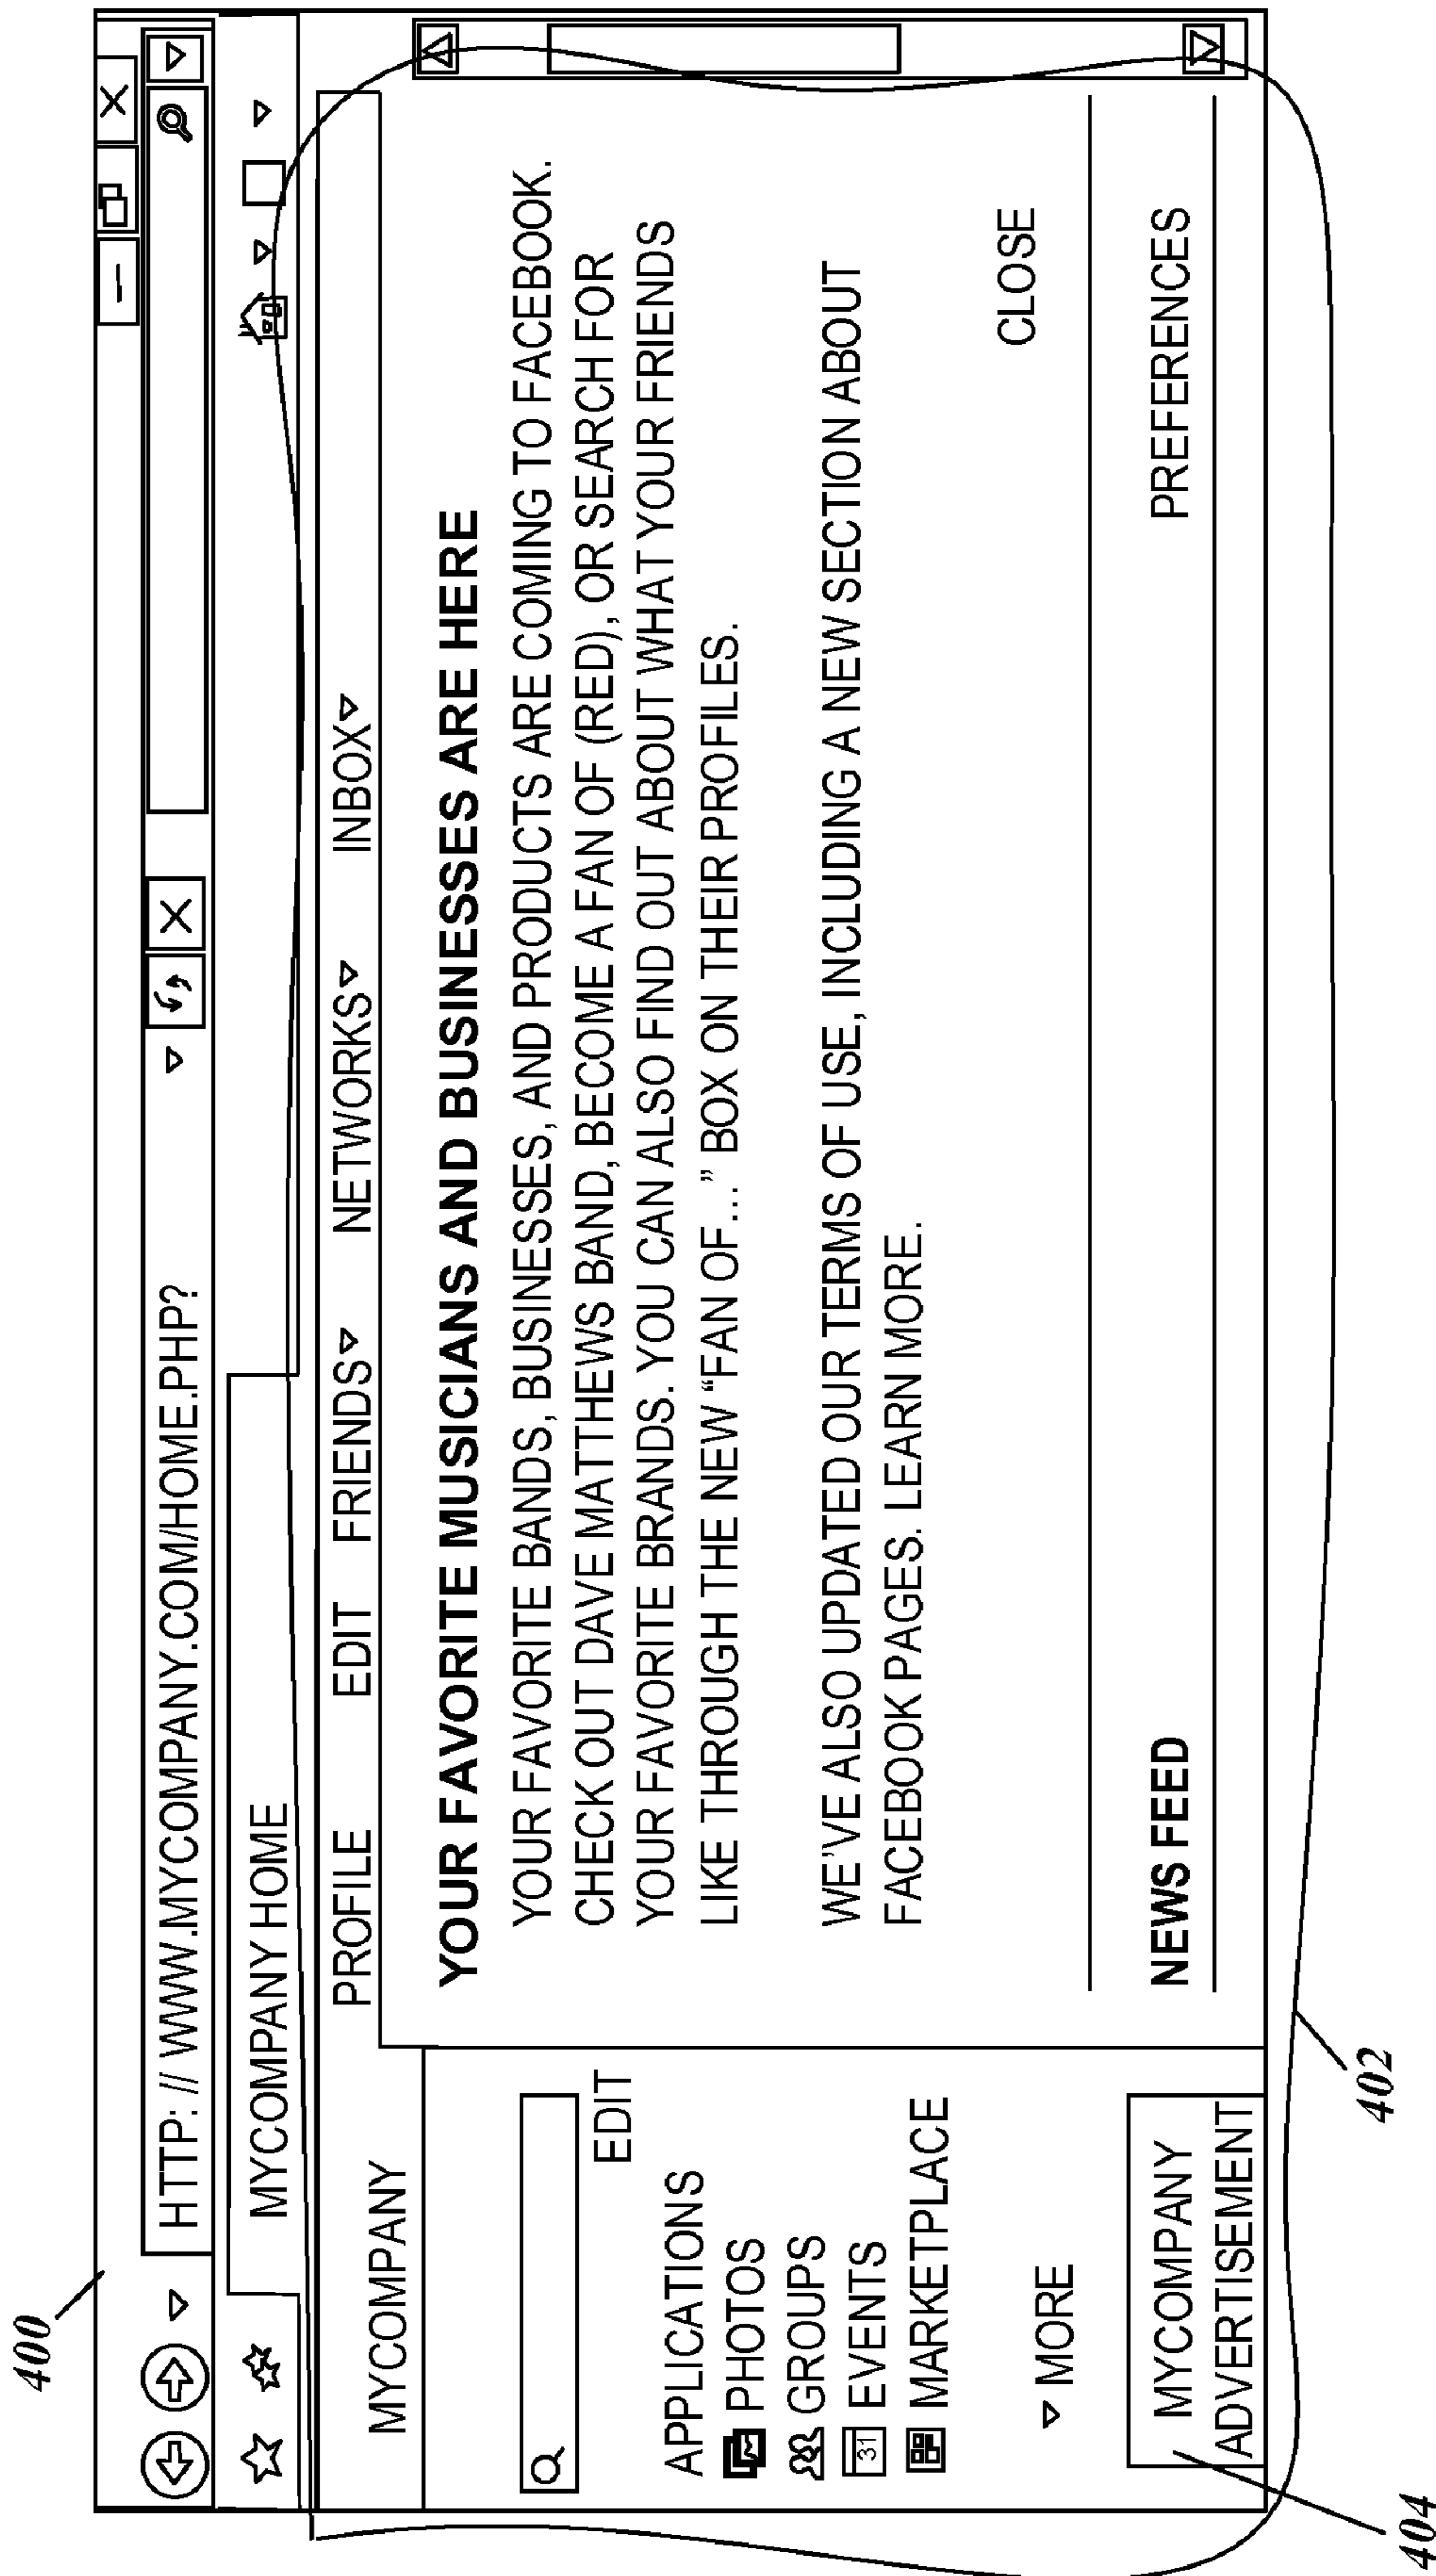 400
HTTP: // WWW.MYCOMPANY.COM/HOME.PHP?
MYCOMPANY HOME
MYCOMPANY
PROFILE EDIT FRIENDS NETWORKS INBOX
EDIT
APPLICATIONS
PHOTOS
GROUPS
31 EVENTS
MARKETPLACE
MORE
MYCOMPANY
ADVERTISEMENT
YOUR FAVORITE MUSICIANS AND BUSINESSES ARE HERE
YOUR FAVORITE BANDS, BUSINESSES, AND PRODUCTS ARE COMING TO FACEBOOK.
CHECK OUT DAVE MATTHEWS BAND, BECOME A FAN OF (RED), OR SEARCH FOR
YOUR FAVORITE BRANDS. YOU CAN ALSO FIND OUT ABOUT WHAT YOUR FRIENDS
LIKE THROUGH THE NEW “FAN OF…” BOX ON THEIR PROFILES.
WE’VE ALSO UPDATED OUR TERMS OF USE, INCLUDING A NEW SECTION ABOUT
FACEBOOK PAGES. LEARN MORE.
CLOSE
NEWS FEED PREFERENCES
402
404